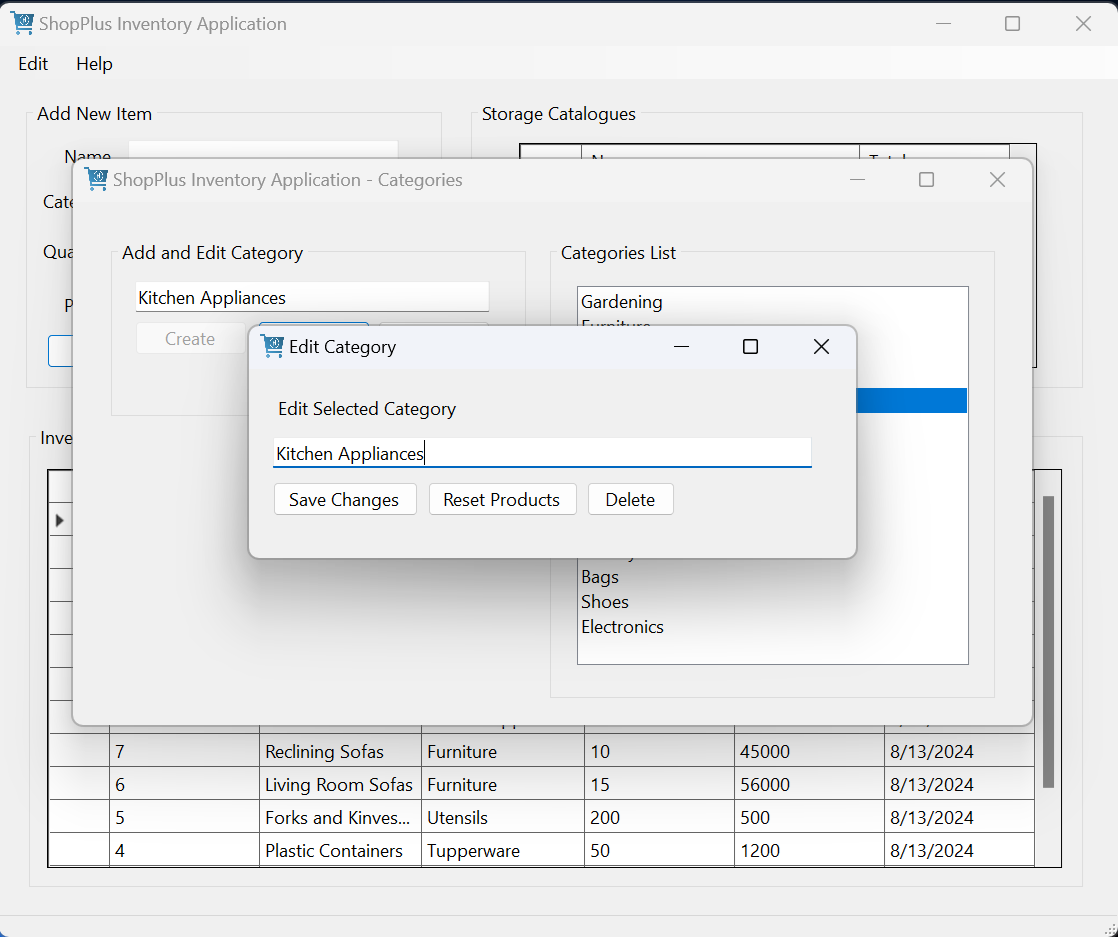 ShopPlus Inventory Application
Edit Help
Add New Item
Storage Catalogues
Name
ShopPlus Inventory Application - Categories
Add and Edit Category
Categories List
Kitchen Appliances
Gardening
Furniture
Create
Edit Category
Edit Selected Category
Kitchen Appliances
Save Changes Reset Products Delete
Bags
Shoes
Electronics
7 Reclining Sofas Furniture 10 45000 8/13/2024
6 Living Room Sofas Furniture 15 56000 8/13/2024
5 Forks and Kinves... Utensils 200 500 8/13/2024
4 Plastic Containers Tupperware 50 1200 8/13/2024